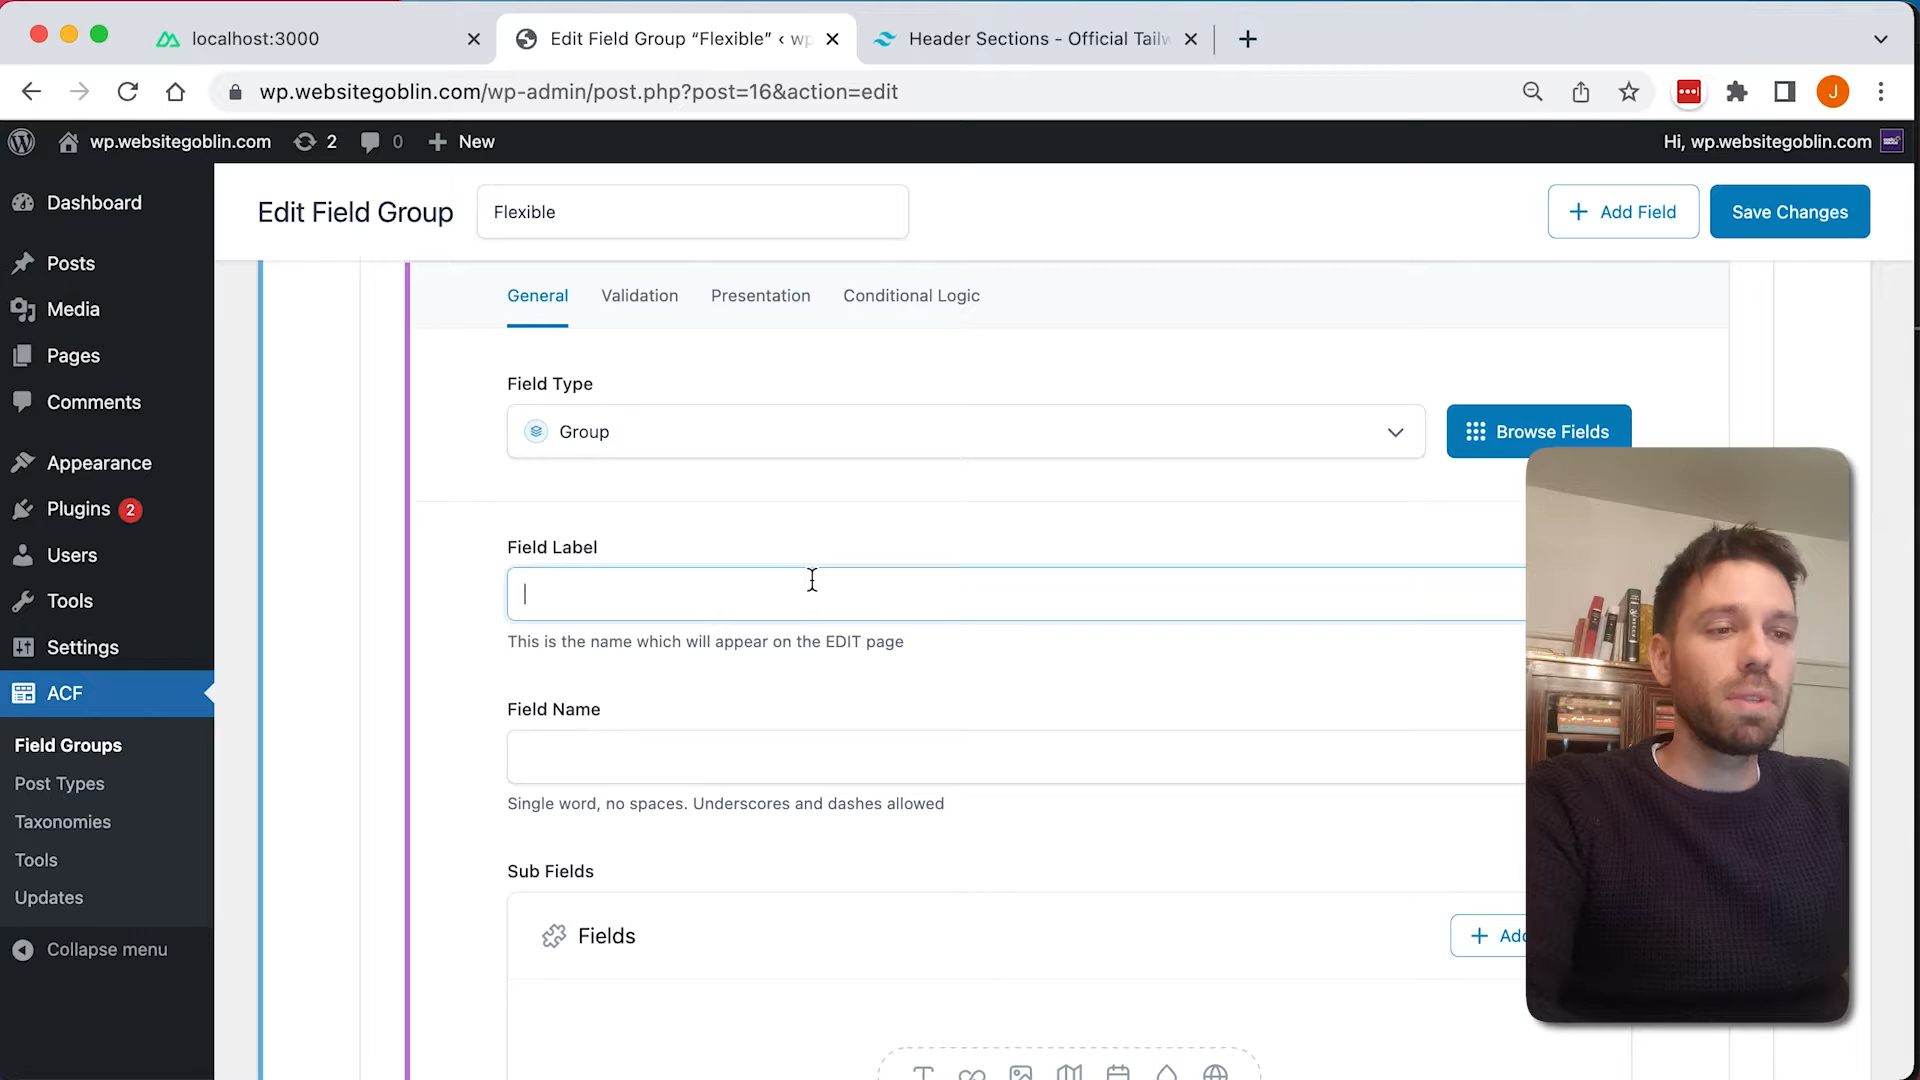 localhost:3000
Edit Field Group “Flexible” ‹ wp
Header Sections - Official Tailw
wp.websitegoblin.com/wp-admin/post.php?post=16&action=edit
J
wp.websitegoblin.com
2
0
New
Hi, wp.websitegoblin.com
Dashboard
Posts
Media
Pages
Comments
Appearance
Plugins 2
Users
Tools
Settings
ACF
Field Groups
Post Types
Taxonomies
Tools
Updates
Collapse menu
Edit Field Group
Flexible
+ Add Field
Save Changes
General
Validation
Presentation
Conditional Logic
Field Type
Group
Browse Fields
Field Label
This is the name which will appear on the EDIT page
Field Name
Single word, no spaces. Underscores and dashes allowed
Sub Fields
Fields
+ Add